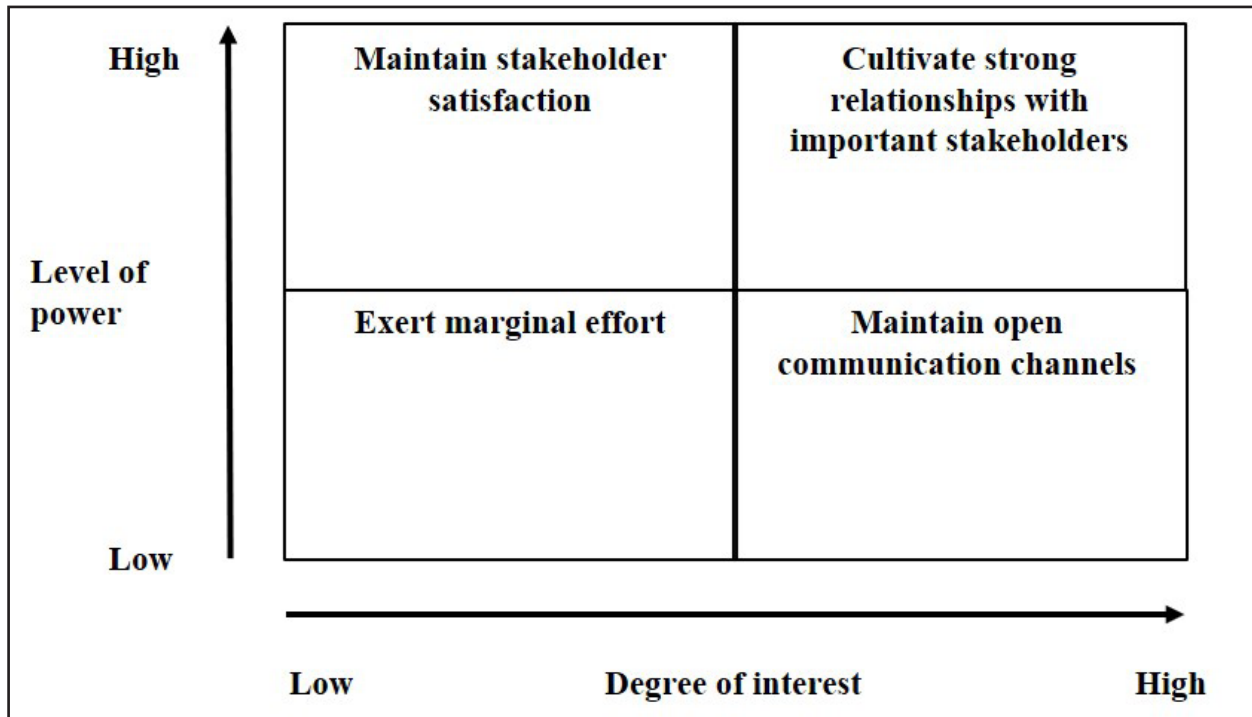 High
Maintain stakeholder
satisfaction
Cultivate strong
relationships with
important stakeholders
Level of
power
Exert marginal effort
Maintain open
communication channels
Low
Low
Degree of interest
High